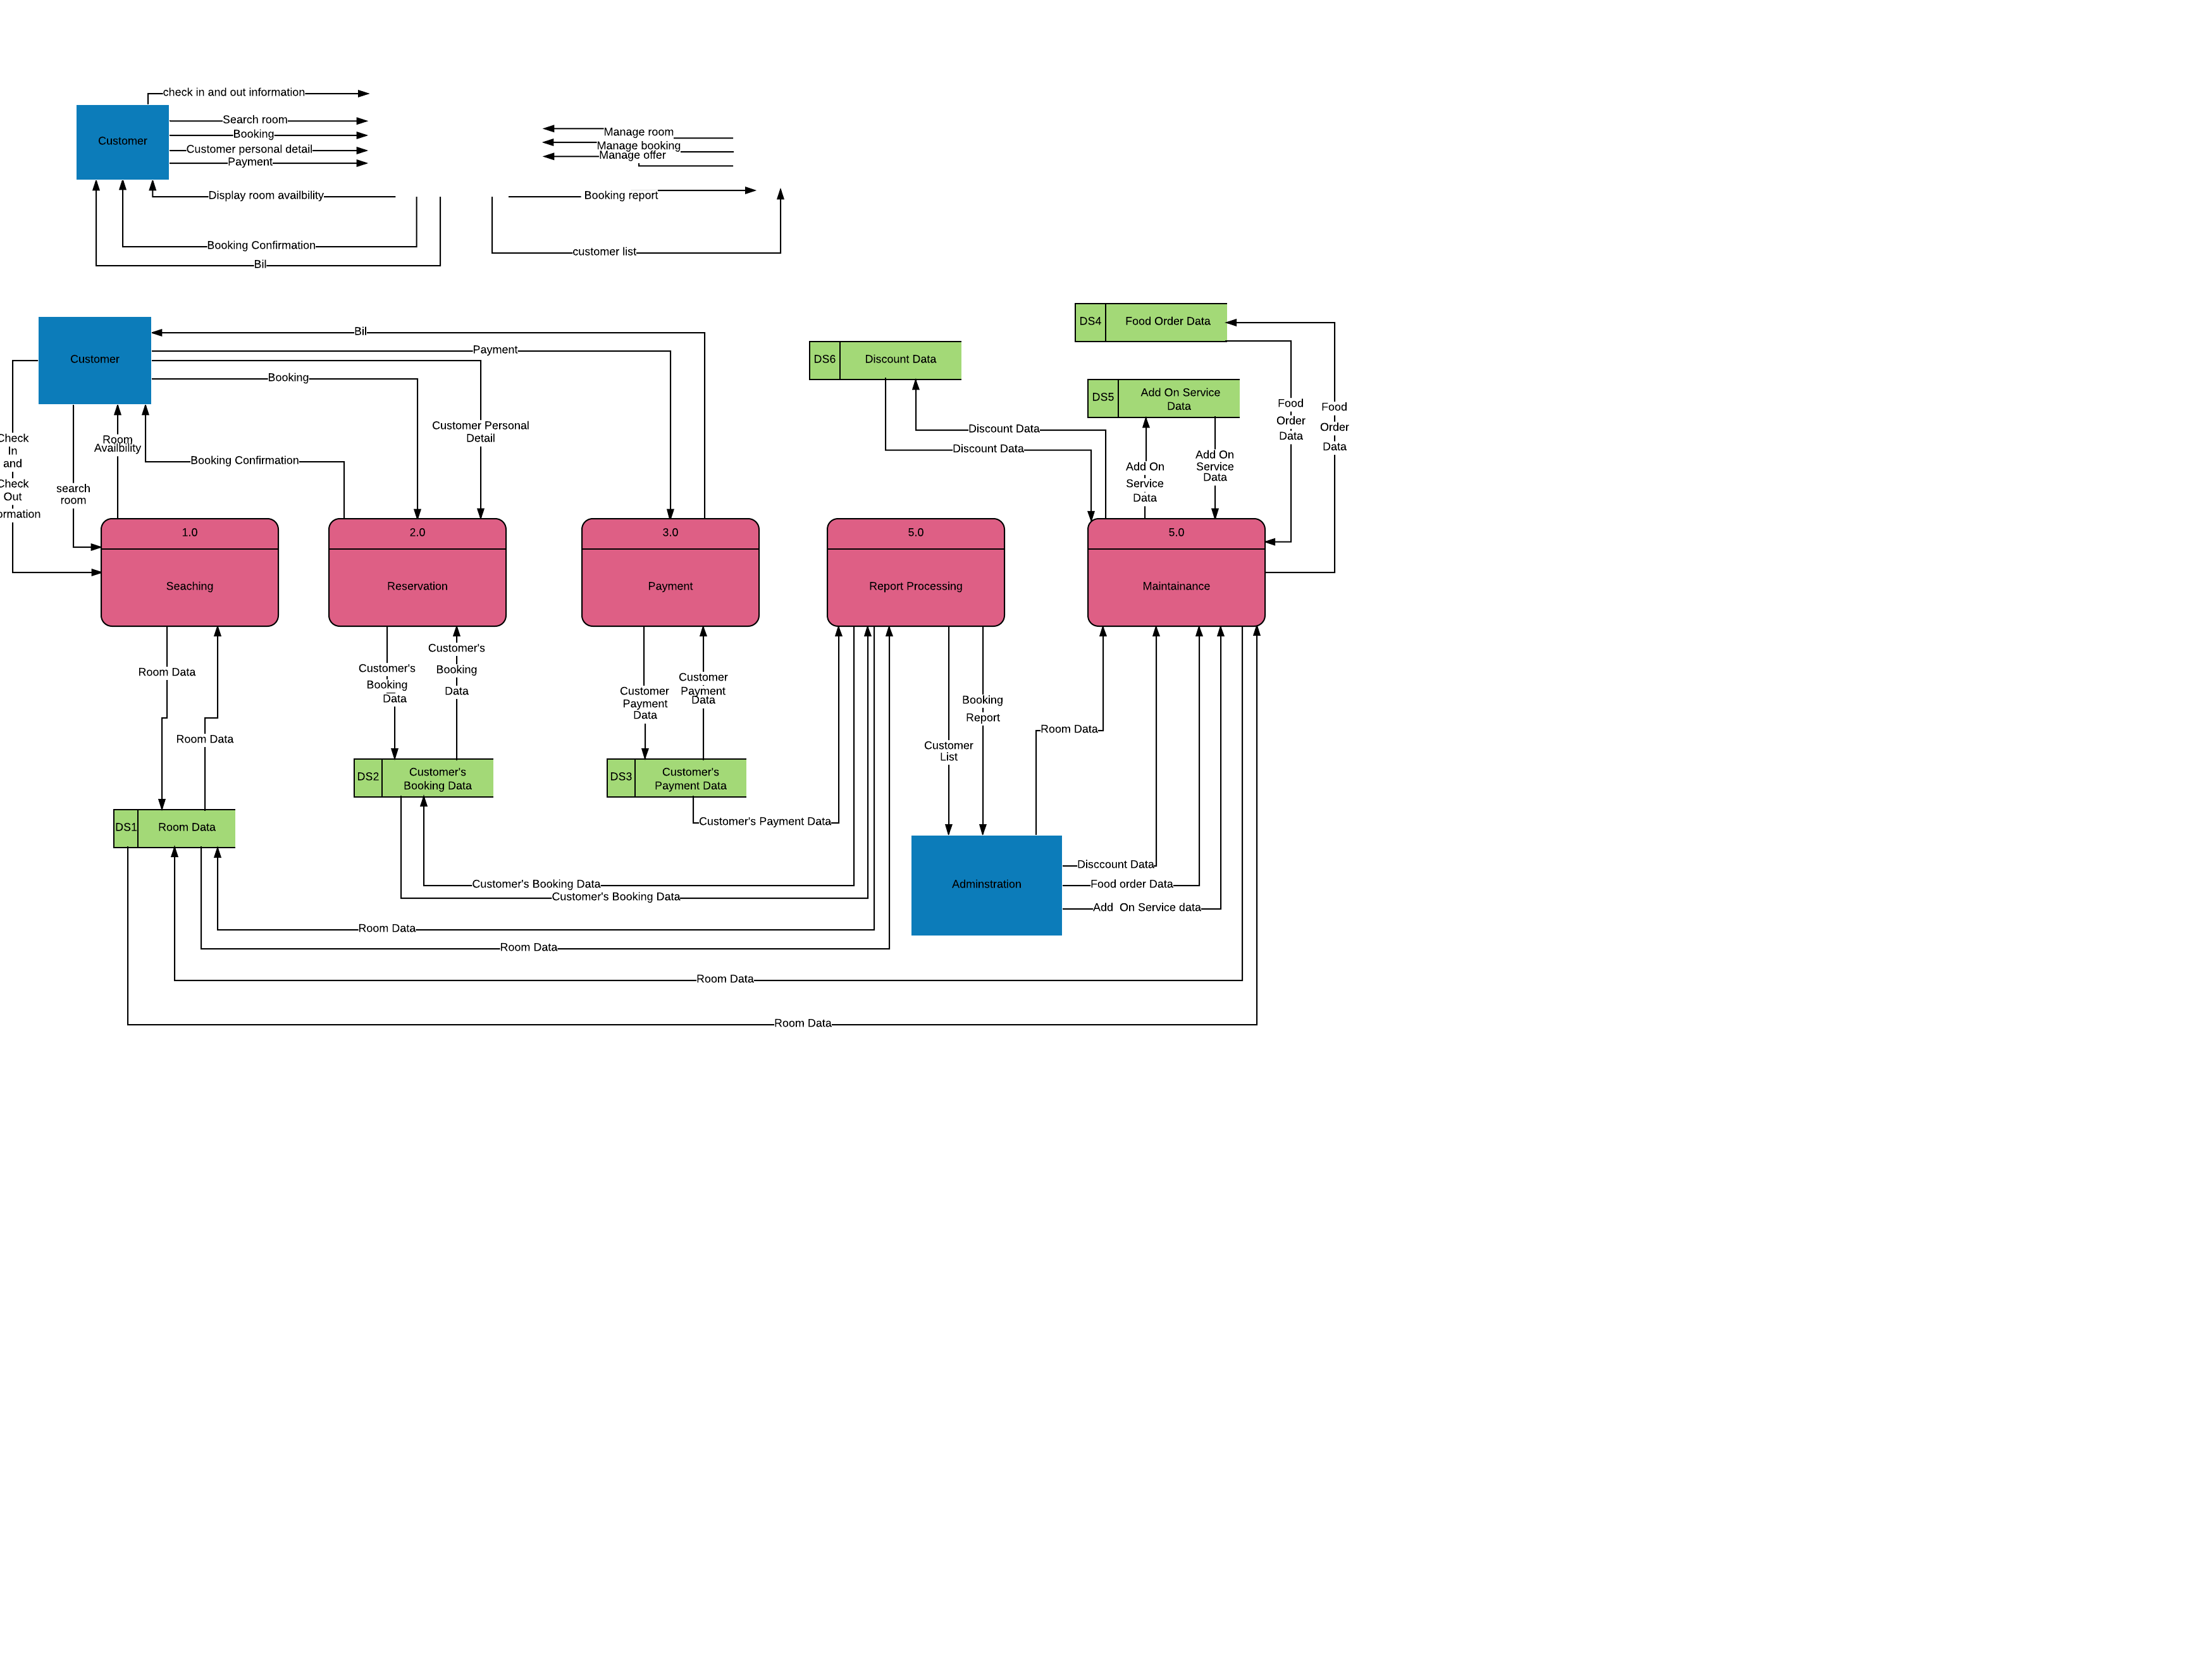 check in and out information
Customer
Search room
Booking
Customer personal detail
Payment
Manage room
Manage booking
Manage offer
Display room availbility
Booking report
Booking Confirmation
customer list
Bil
DS4
Food Order Data
Customer
Bil
Payment
Booking
DS6
Discount Data
DS5
Add On Service
Data
Food
Order
Data
Food
Order
Data
Customer Personal
Detail
Discount Data
Discount Data
Check
In
and
Check
Out
ormation
Room
Availbility
Booking Confirmation
search
room
Add On
Service
Data
Add On
Service
Data
1.0
Seaching
2.0
Reservation
3.0
Payment
5.0
Report Processing
5.0
Maintainance
Room Data
Room Data
Customer's
Booking
Data
Customer's
Booking
Data
Customer
Payment
Data
Customer
Payment
Data
Customer
List
Booking
Report
Room Data
DS2
Customer's
Booking Data
DS3
Customer's
Payment Data
DS1
Room Data
Customer's Payment Data
Adminstration
Disccount Data
Food order Data
Add  On Service data
Customer's Booking Data
Customer's Booking Data
Room Data
Room Data
Room Data
Room Data